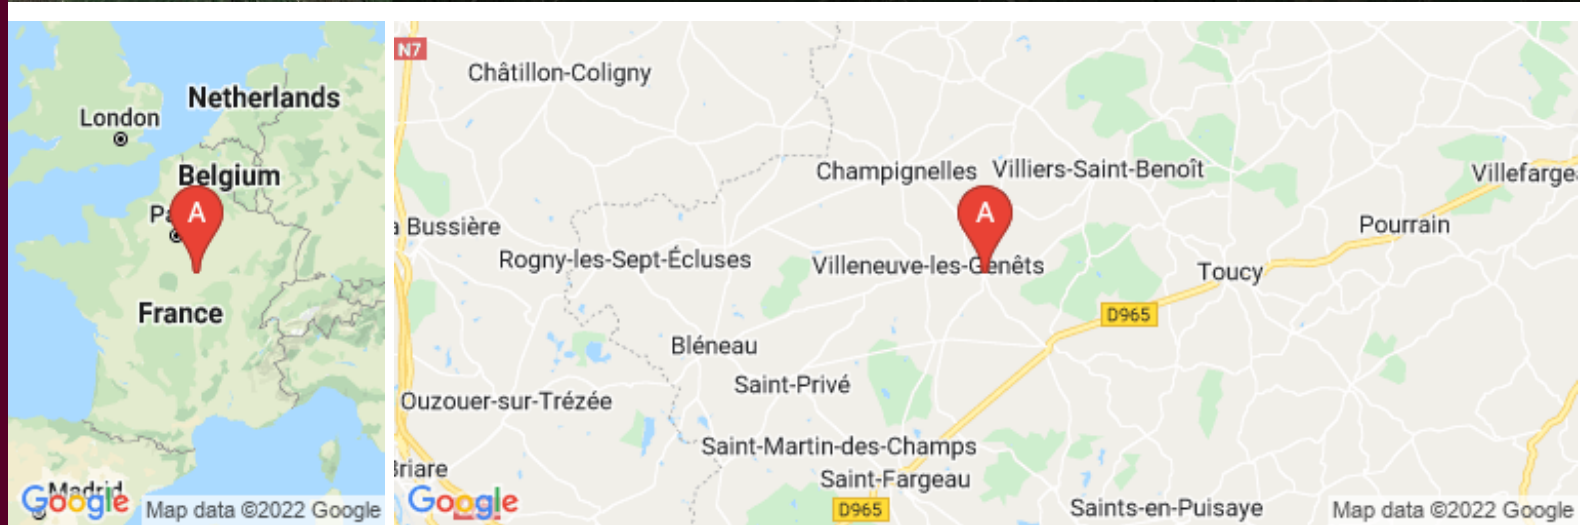 Netherlands
London
Belgium
A
France
Madrid
Google
Map data ©2022 Google
N7
Châtillon-Coligny
Champignelles
Villiers-Saint-Benoît
A
Bussière
Pourrain
Rogny-les-Sept-Écluses
Villeneuve-les-Genêts
Toucy
D965
Bléneau
Saint-Privé
Ouzouer-sur-Trézée
Saint-Martin-des-Champs
Briare
Saint-Fargeau
Google
D965
Saints-en-Puisaye
Map data ©2022 Google